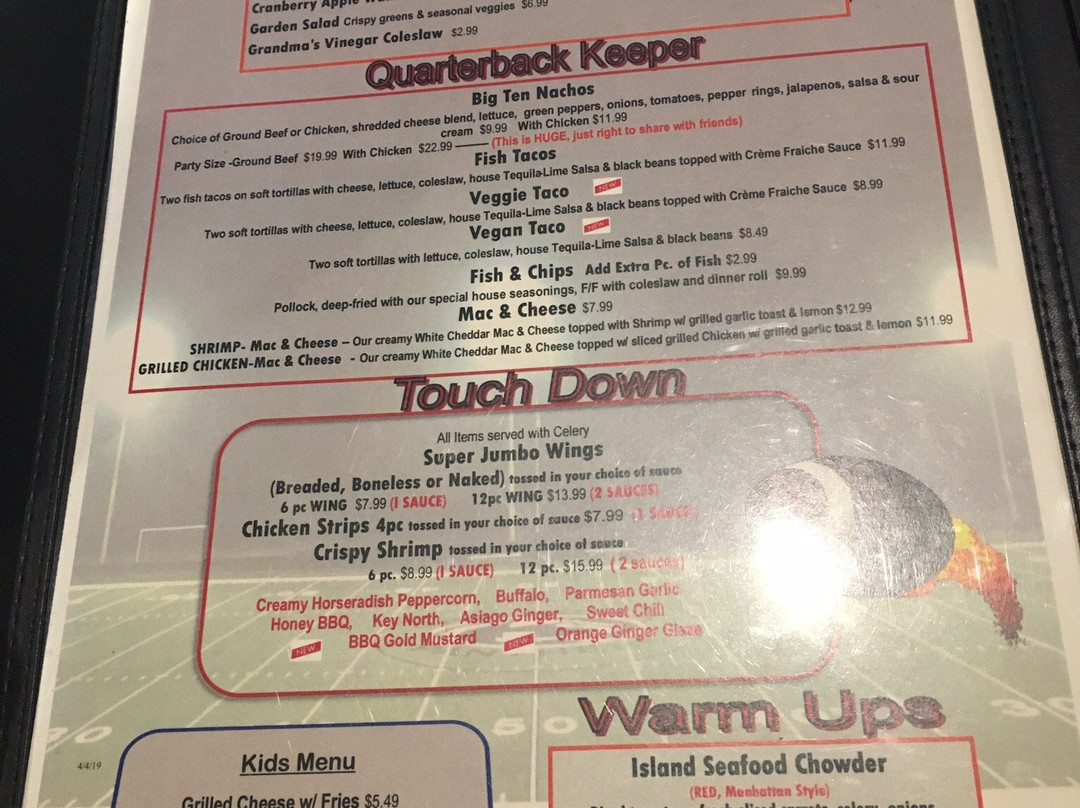 Cranberry Apple
Garden Salad Crispy greens & seasonal veggies $6.99
Grandma's Vinegar Coleslaw $2.99
Quarterback Keeper
Big Ten Nachos
Choice of Ground Beef or Chicken, shredded cheese blend, lettuce, green peppers, onions, tomatoes, pepper rings, jalapenos, salsa & sour
cream $9.99 With Chicken $11.99
Party Size -Ground Beef $19.99 With Chicken $22.99 —— (This is HUGE, just right to share with friends)
Fish Tacos
Two fish tacos on soft tortillas with cheese, lettuce, coleslaw, house Tequila-Lime Salsa & black beans topped with Crème Fraiche Sauce $11.99
Veggie Taco NEW
Two soft tortillas with cheese, lettuce, coleslaw, house Tequila-Lime Salsa & black beans topped with Crème Fraiche Sauce $8.99
Vegan Taco NEW
Two soft tortillas with lettuce, coleslaw, house Tequila-Lime Salsa & black beans $8.49
Fish & Chips Add Extra Pc. of Fish $2.99
Pollock, deep-fried with our special house seasonings, F/F with coleslaw and dinner roll $9.99
Mac & Cheese $7.99
SHRIMP- Mac & Cheese – Our creamy White Cheddar Mac & Cheese topped with Shrimp w/ grilled garlic toast & lemon $12.99
GRILLED CHICKEN-Mac & Cheese - Our creamy White Cheddar Mac & Cheese topped w/ sliced grilled Chicken w/ grilled garlic toast & lemon $11.99
Touch Down
All Items served with Celery
Super Jumbo Wings
(Breaded, Boneless or Naked) tossed in your choice of sauce
6 pc WING $7.99 (1 SAUCE) 12pc WING $13.99 (2 SAUCES)
Chicken Strips 4pc tossed in your choice of sauce $7.99 (1 SAUCE)
Crispy Shrimp tossed in your choice of sauce
6 pc. $8.99 (1 SAUCE) 12 pc. $15.99 (2 sauces)
Creamy Horseradish Peppercorn, Buffalo, Parmesan Garlic
Honey BBQ, Key North, Asiago Ginger, Sweet Chili
NEW BBQ Gold Mustard NEW Orange Ginger Glaze
Warm Ups
50
30
30
4/4/19
Kids Menu
Grilled Cheese w/ Fries $5.49
Island Seafood Chowder
(RED, Manhattan Style)